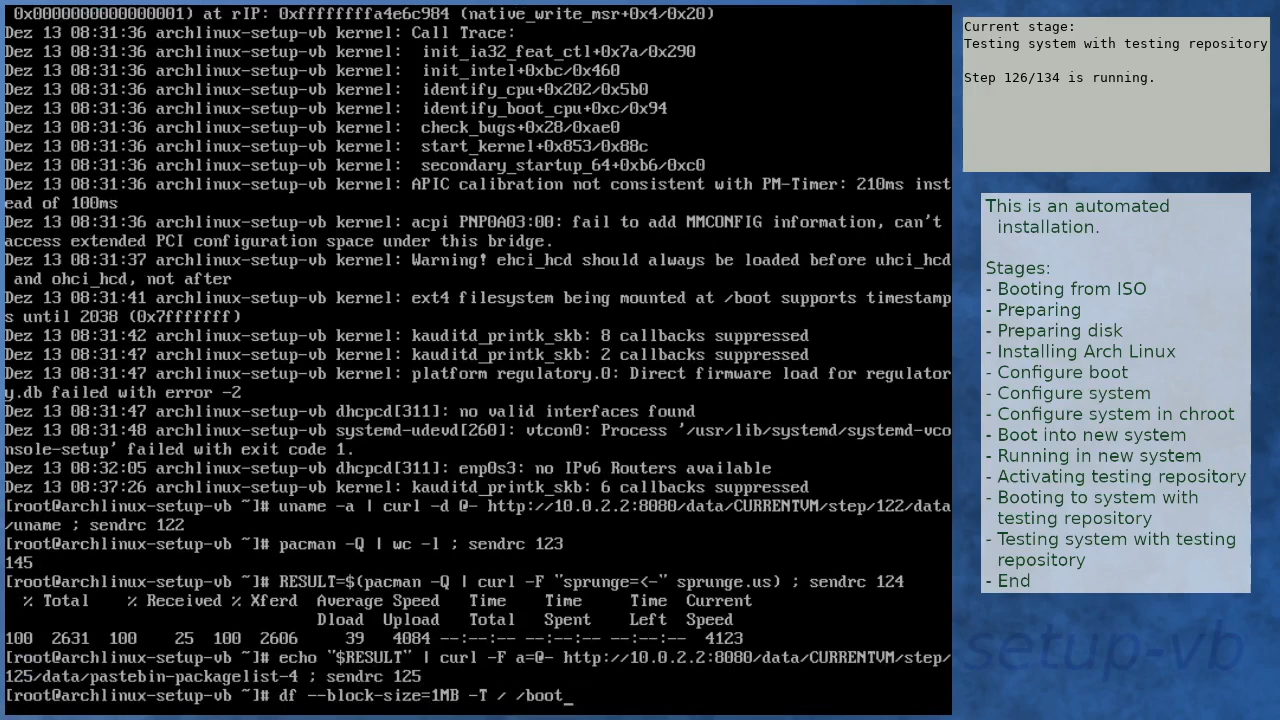 0x0000000000000001) at rIP: 0xffffffffa4e6c984 (native_write_msr+0x4/0x20)
Dez 13 08:31:36 archlinux-setup-vb kernel: Call Trace:
Dez 13 08:31:36 archlinux-setup-vb kernel:  init_ia32_feat_ctl+0x7a/0x290
Dez 13 08:31:36 archlinux-setup-vb kernel:  init_intel+0xbc/0x460
Dez 13 08:31:36 archlinux-setup-vb kernel:  identify_cpu+0x202/0x5b0
Dez 13 08:31:36 archlinux-setup-vb kernel:  identify_boot_cpu+0xc/0x94
Dez 13 08:31:36 archlinux-setup-vb kernel:  check_bugs+0x28/0xae0
Dez 13 08:31:36 archlinux-setup-vb kernel:  start_kernel+0x853/0x88c
Dez 13 08:31:36 archlinux-setup-vb kernel:  secondary_startup_64+0xb6/0xc0
Dez 13 08:31:36 archlinux-setup-vb kernel: APIC calibration not consistent with PM-Timer: 210ms inst
ead of 100ms
Dez 13 08:31:36 archlinux-setup-vb kernel: acpi PNP0A03:00: fail to add MMCONFIG information, can't
access extended PCI configuration space under this bridge.
Dez 13 08:31:37 archlinux-setup-vb kernel: Warning! ehci_hcd should always be loaded before uhci_hcd
 and ohci_hcd, not after
Dez 13 08:31:41 archlinux-setup-vb kernel: ext4 filesystem being mounted at /boot supports timestamp
s until 2038 (0x7fffffff)
Dez 13 08:31:42 archlinux-setup-vb kernel: kauditd_printk_skb: 8 callbacks suppressed
Dez 13 08:31:47 archlinux-setup-vb kernel: kauditd_printk_skb: 2 callbacks suppressed
Dez 13 08:31:47 archlinux-setup-vb kernel: platform regulatory.0: Direct firmware load for regulator
y.db failed with error -2
Dez 13 08:31:47 archlinux-setup-vb dhcpcd[311]: no valid interfaces found
Dez 13 08:31:48 archlinux-setup-vb systemd-udevd[260]: vtcon0: Process '/usr/lib/systemd/systemd-vco
nsole-setup' failed with exit code 1.
Dez 13 08:32:05 archlinux-setup-vb dhcpcd[311]: enp0s3: no IPv6 Routers available
Dez 13 08:37:26 archlinux-setup-vb kernel: kauditd_printk_skb: 6 callbacks suppressed
[root@archlinux-setup-vb ~]# uname -a | curl -d @- http://10.0.2.2:8080/data/CURRENTVM/step/122/data
/uname ; sendrc 122
[root@archlinux-setup-vb ~]# pacman -Q | wc -l ; sendrc 123
145
[root@archlinux-setup-vb ~]# RESULT=$(pacman -Q | curl -F "sprunge=<-" sprunge.us) ; sendrc 124
  % Total    % Received % Xferd  Average Speed   Time    Time     Time  Current
                                 Dload  Upload   Total   Spent    Left  Speed
100  2631  100    25  100  2606     39   4084 --:--:-- --:--:-- --:--:--  4123
[root@archlinux-setup-vb ~]# echo "$RESULT" | curl -F a=@- http://10.0.2.2:8080/data/CURRENTVM/step/
125/data/pastebin-packagelist-4 ; sendrc 125
[root@archlinux-setup-vb ~]# df --block-size=1MB -T / /boot_
Current stage:
Testing system with testing repository
Step 126/134 is running.
This is an automated
installation.
Stages:
- Booting from ISO
- Preparing
- Preparing disk
- Installing Arch Linux
- Configure boot
- Configure system
- Configure system in chroot
- Boot into new system
- Running in new system
- Activating testing repository
- Booting to system with
testing repository
- Testing system with testing
repository
- End
setup-vb